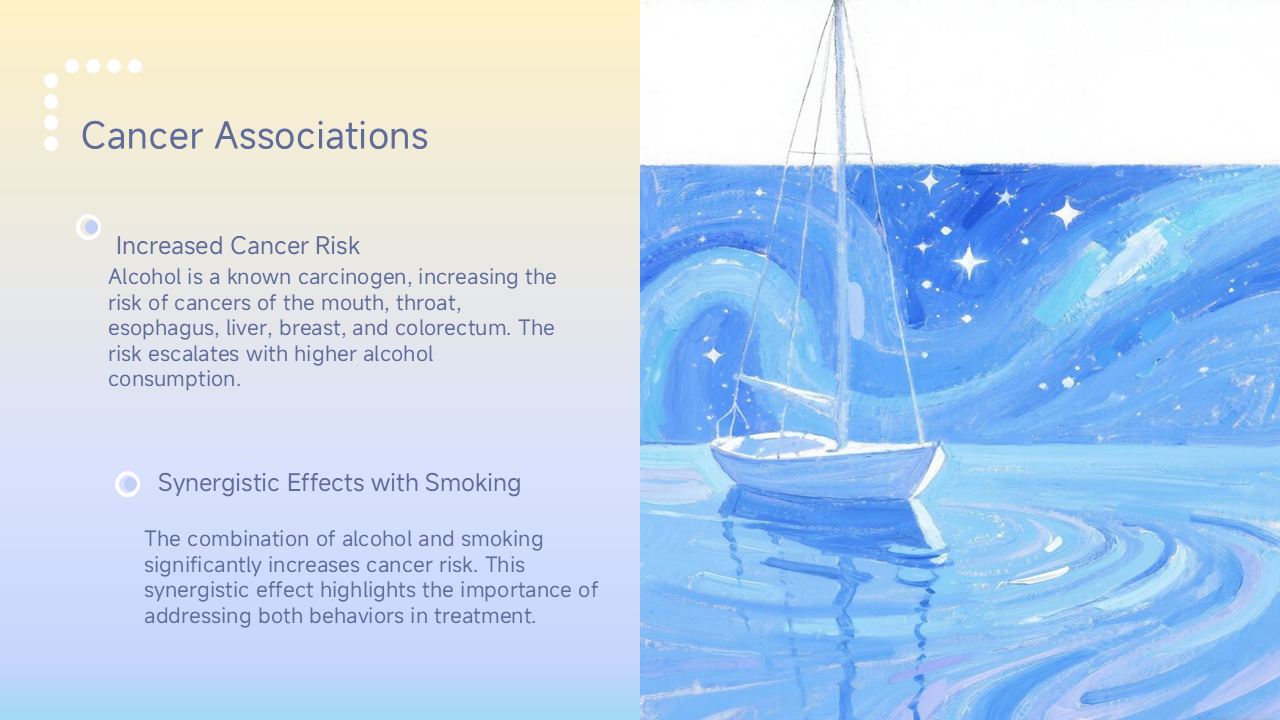 Cancer Associations
Increased Cancer Risk
Alcohol is a known carcinogen, increasing the
risk of cancers of the mouth, throat,
esophagus, liver, breast, and colorectum. The
risk escalates with higher alcohol
consumption.
Synergistic Effects with Smoking
The combination of alcohol and smoking
significantly increases cancer risk. This
synergistic effect highlights the importance of
addressing both behaviors in treatment.